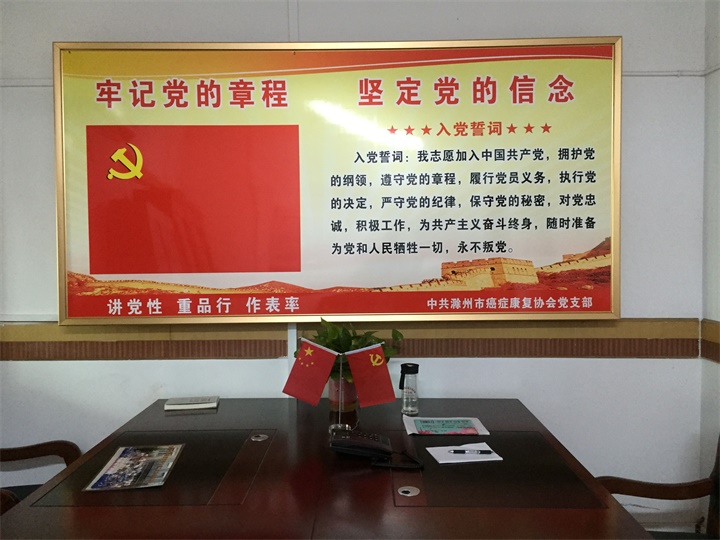 牢记党的章程 坚定党的信念
★★★入党誓词★★★
入党誓词：我志愿加入中国共产党，拥护党
的纲领，遵守党的章程，履行党员义务，执行党
的决定，严守党的纪律，保守党的秘密，对党忠
诚，积极工作，为共产主义奋斗终身，随时准备
为党和人民牺牲一切，永不叛党。
讲党性 重品行 作表率
中共滁州市癌症康复协会党支部